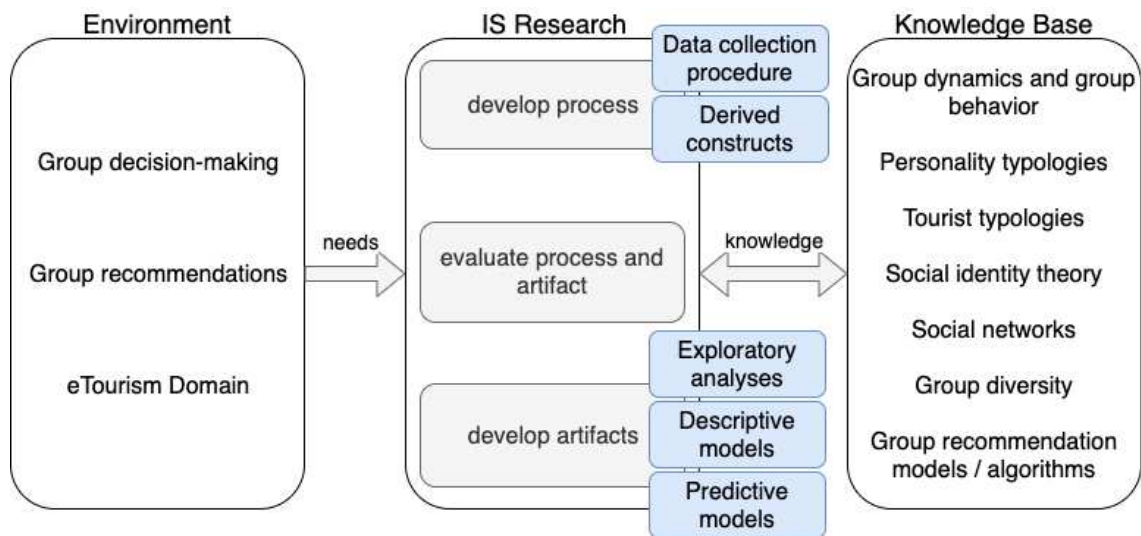 Environment
Group decision-making
Group recommendations
eTourism Domain
needs
IS Research
develop process
Data collection
procedure
Derived
constructs
evaluate process and
artifact
develop artifacts
Exploratory
analyses
Descriptive
models
Predictive
models
knowledge
Knowledge Base
Group dynamics and group
behavior
Personality typologies
Tourist typologies
Social identity theory
Social networks
Group diversity
Group recommendation
models / algorithms